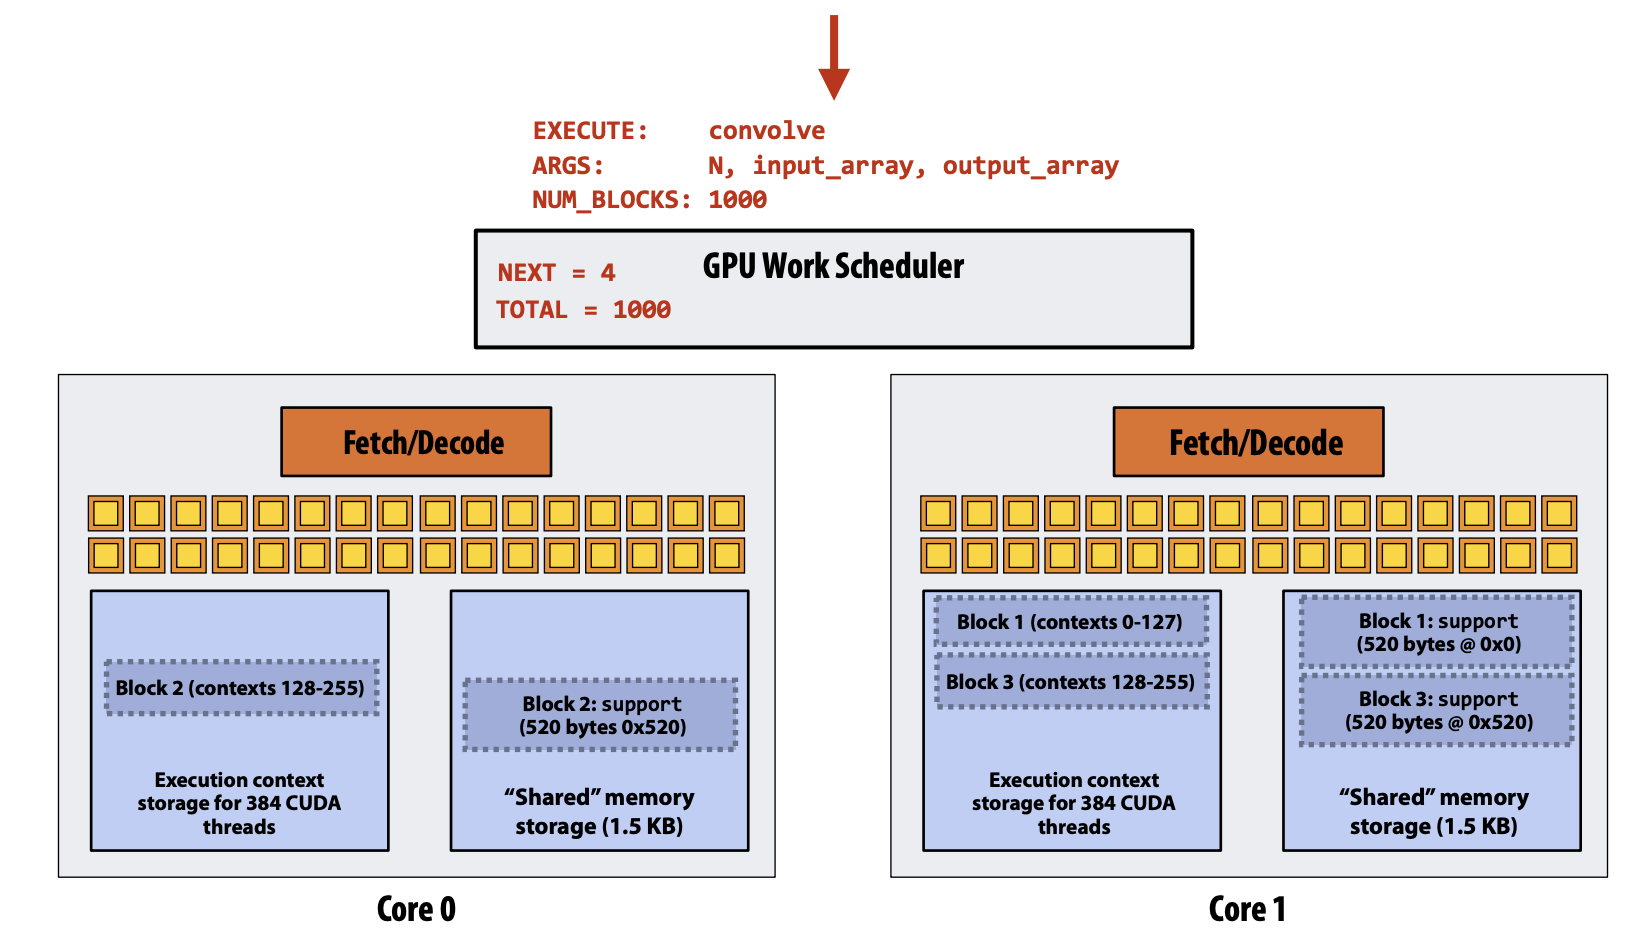 EXECUTE: convolve
ARGS: N, input_array, output_array
NUM_BLOCKS: 1000
GPU Work Scheduler
NEXT = 4
TOTAL = 1000
Fetch/Decode
Block 2 (contexts 128-255)
Execution context
storage for 384 CUDA
threads
Block 2: support
(520 bytes 0x520)
“Shared” memory
storage (1.5 KB)
Core 0
Fetch/Decode
Block 1 (contexts 0-127)
Block 3 (contexts 128-255)
Execution context
storage for 384 CUDA
threads
Block 1: support
(520 bytes @ 0x0)
Block 3: support
(520 bytes @ 0x520)
“Shared” memory
storage (1.5 KB)
Core 1